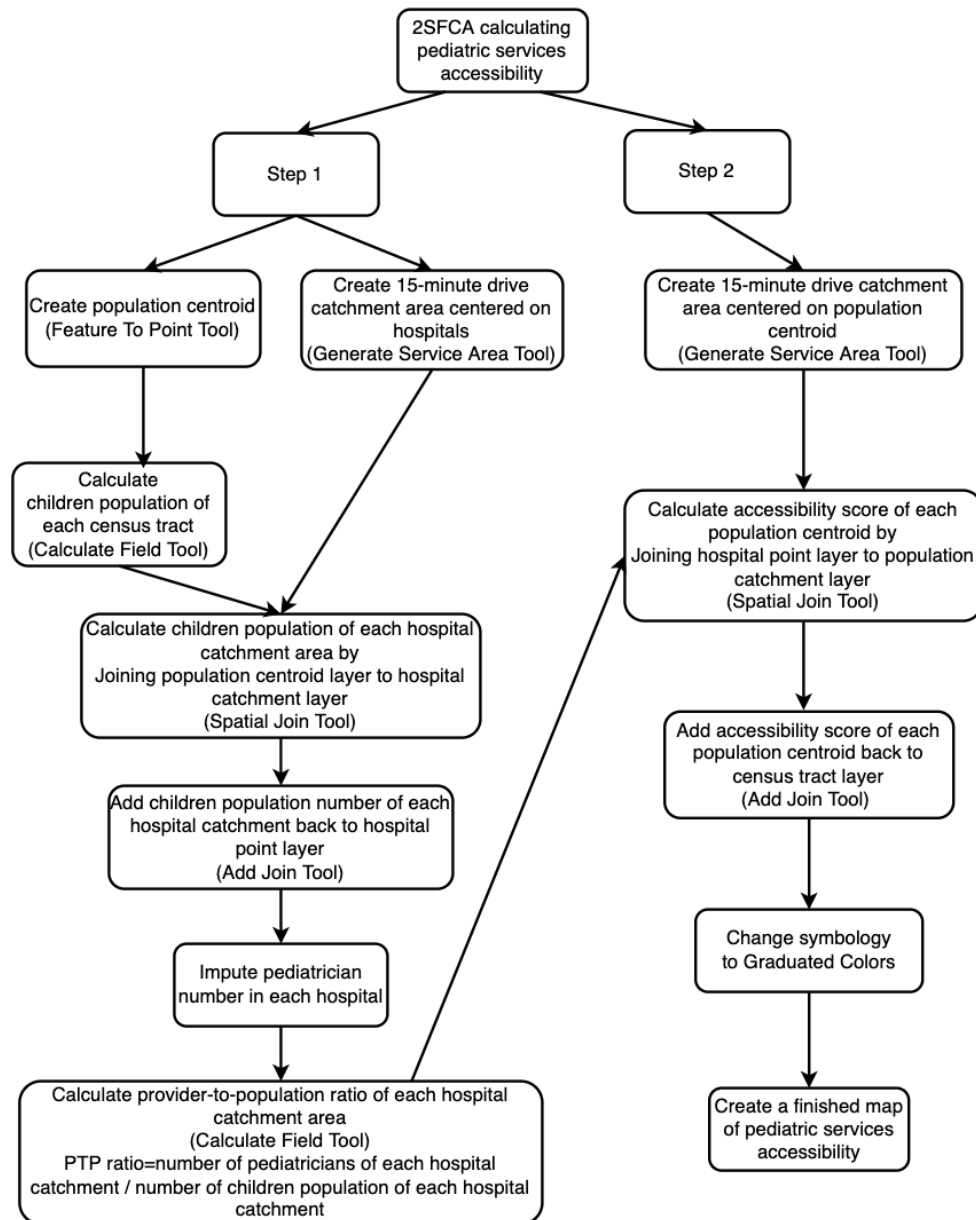 2SFCA calculating
pediatric services
accessibility
Step 1
Step 2
Create population centroid
(Feature To Point Tool)
Create 15-minute drive
catchment area centered on
hospitals
(Generate Service Area Tool)
Create 15-minute drive catchment
area centered on population
centroid
(Generate Service Area Tool)
Calculate
children population of
each census tract
(Calculate Field Tool)
Calculate accessibility score of each
population centroid by
Joining hospital point layer to population
catchment layer
(Spatial Join Tool)
Calculate children population of each hospital
catchment area by
Joining population centroid layer to hospital
catchment layer
(Spatial Join Tool)
Add accessibility score of each
population centroid back to
census tract layer
(Add Join Tool)
Add children population number of each
hospital catchment back to hospital
point layer
(Add Join Tool)
Change symbology
to Graduated Colors
Impute pediatrician
number in each hospital
Calculate provider-to-population ratio of each hospital
catchment area
(Calculate Field Tool)
PTP ratio=number of pediatricians of each hospital
catchment / number of children population of each hospital
catchment
Create a finished map
of pediatric services
accessibility